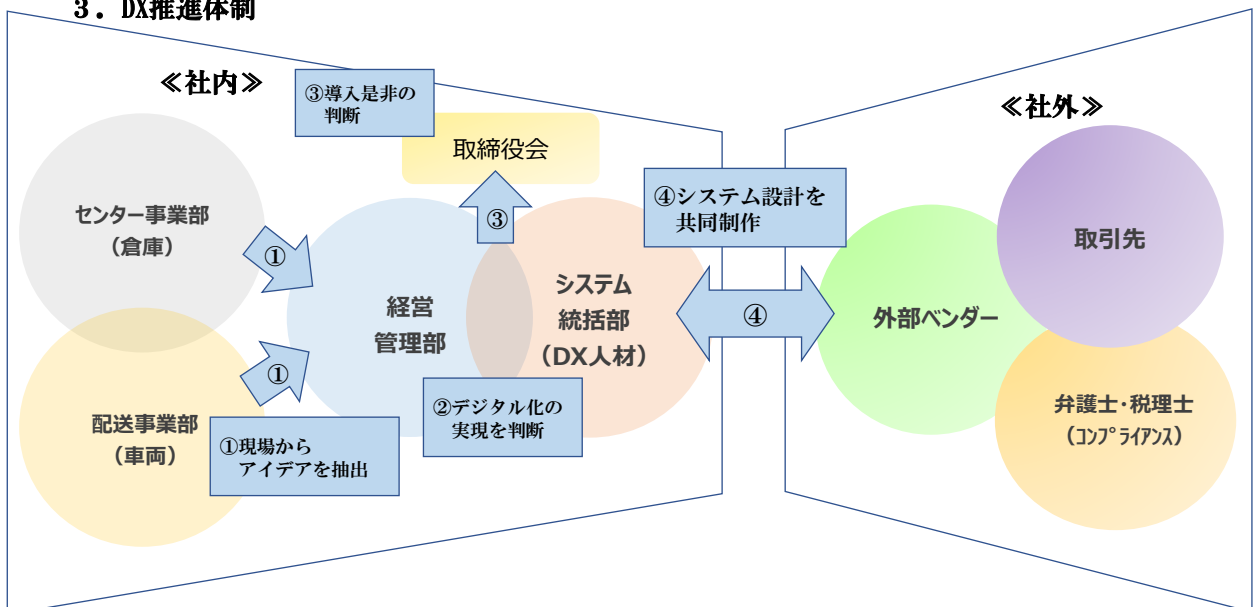 3．DX推進体制
≪社内≫
③導入是非の
判断
取締役会
≪社外≫
センター事業部
（倉庫）
①
③
④システム設計を
共同制作
取引先
経営
管理部
システム
統括部
（DX人材）
④
外部ベンダー
配送事業部
（車両）
①
①現場から
アイデアを抽出
②デジタル化の
実現を判断
弁護士・税理士
（ｺﾝﾌﾟﾗｲｱﾝｽ）